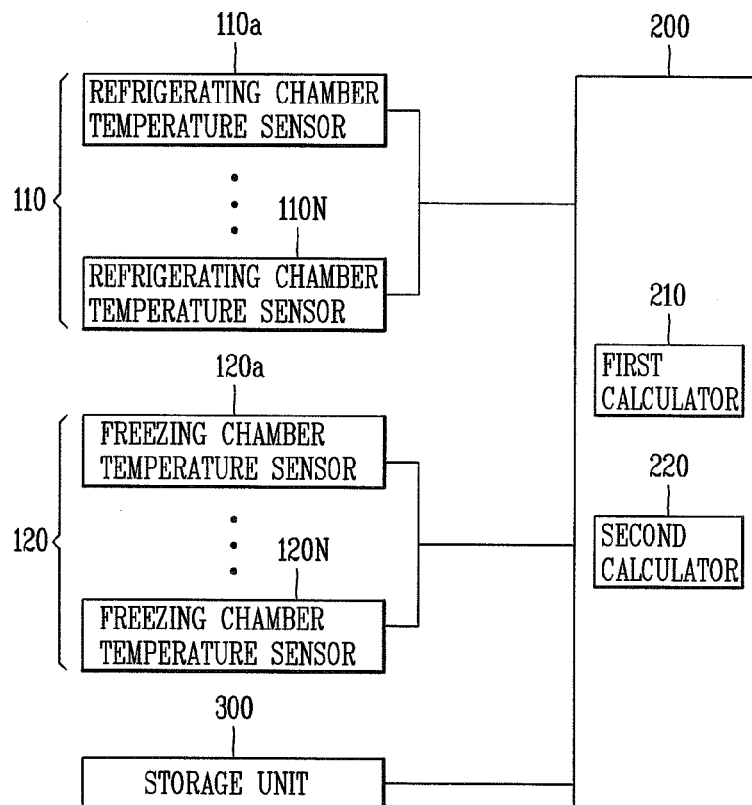 110a
200
REFRIGERATING CHAMBER
TEMPERATURE SENSOR
110
110N
REFRIGERATING CHAMBER
TEMPERATURE SENSOR
210
FIRST
CALCULATOR
120a
FREEZING CHAMBER
TEMPERATURE SENSOR
220
120
120N
SECOND
CALCULATOR
FREEZING CHAMBER
TEMPERATURE SENSOR
300
STORAGE UNIT